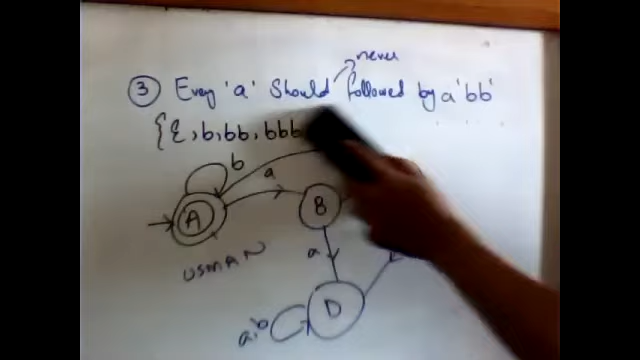 never
③ Every 'a' Should followed by a 'bb'
{ε, b, bb, bbb
b
a
A
B
USMAN
a
D
a,b